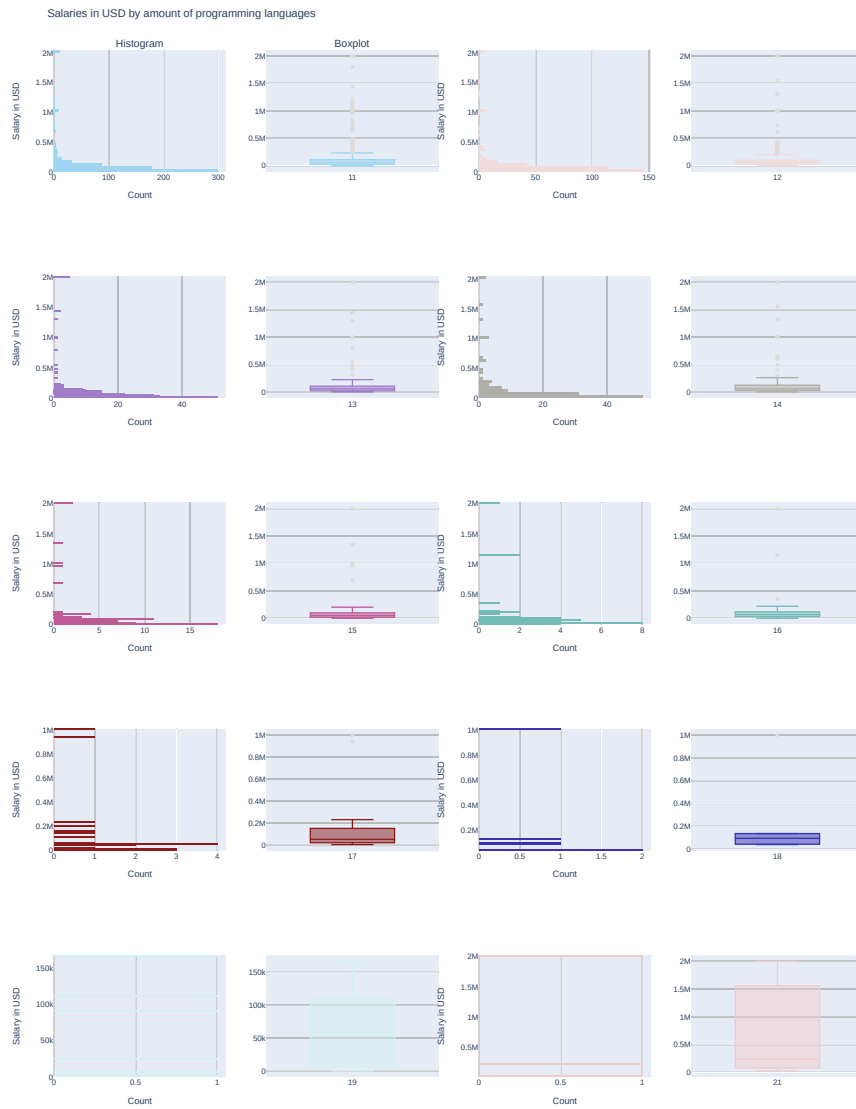 Salaries in USD by amount of programming languages
Histogram Boxplot
Salary in USD
2M
1.5M
1M
0.5M
0
0 100 200 300
Count
2M
1.5M
1M
0.5M
0
11
Salary in USD
2M
1.5M
1M
0.5M
0
0 50 100 150
Count
2M
1.5M
1M
0.5M
0
12
Salary in USD
2M
1.5M
1M
0.5M
0
0 20 40
Count
2M
1.5M
1M
0.5M
0
13
Salary in USD
2M
1.5M
1M
0.5M
0
0 20 40
Count
2M
1.5M
1M
0.5M
0
14
Salary in USD
2M
1.5M
1M
0.5M
0
0 5 10 15
Count
2M
1.5M
1M
0.5M
0
15
Salary in USD
2M
1.5M
1M
0.5M
0
0 2 4 6 8
Count
2M
1.5M
1M
0.5M
0
16
Salary in USD
1M
0.8M
0.6M
0.4M
0.2M
0
0 1 2 3 4
Count
1M
0.8M
0.6M
0.4M
0.2M
0
17
Salary in USD
1M
0.8M
0.6M
0.4M
0.2M
0 0.5 1 1.5 2
Count
1M
0.8M
0.6M
0.4M
0.2M
0
18
Salary in USD
150k
100k
50k
0
0 0.5 1
Count
150k
100k
50k
0
19
Salary in USD
2M
1.5M
1M
0.5M
0 0.5 1
Count
2M
1.5M
1M
0.5M
0
21